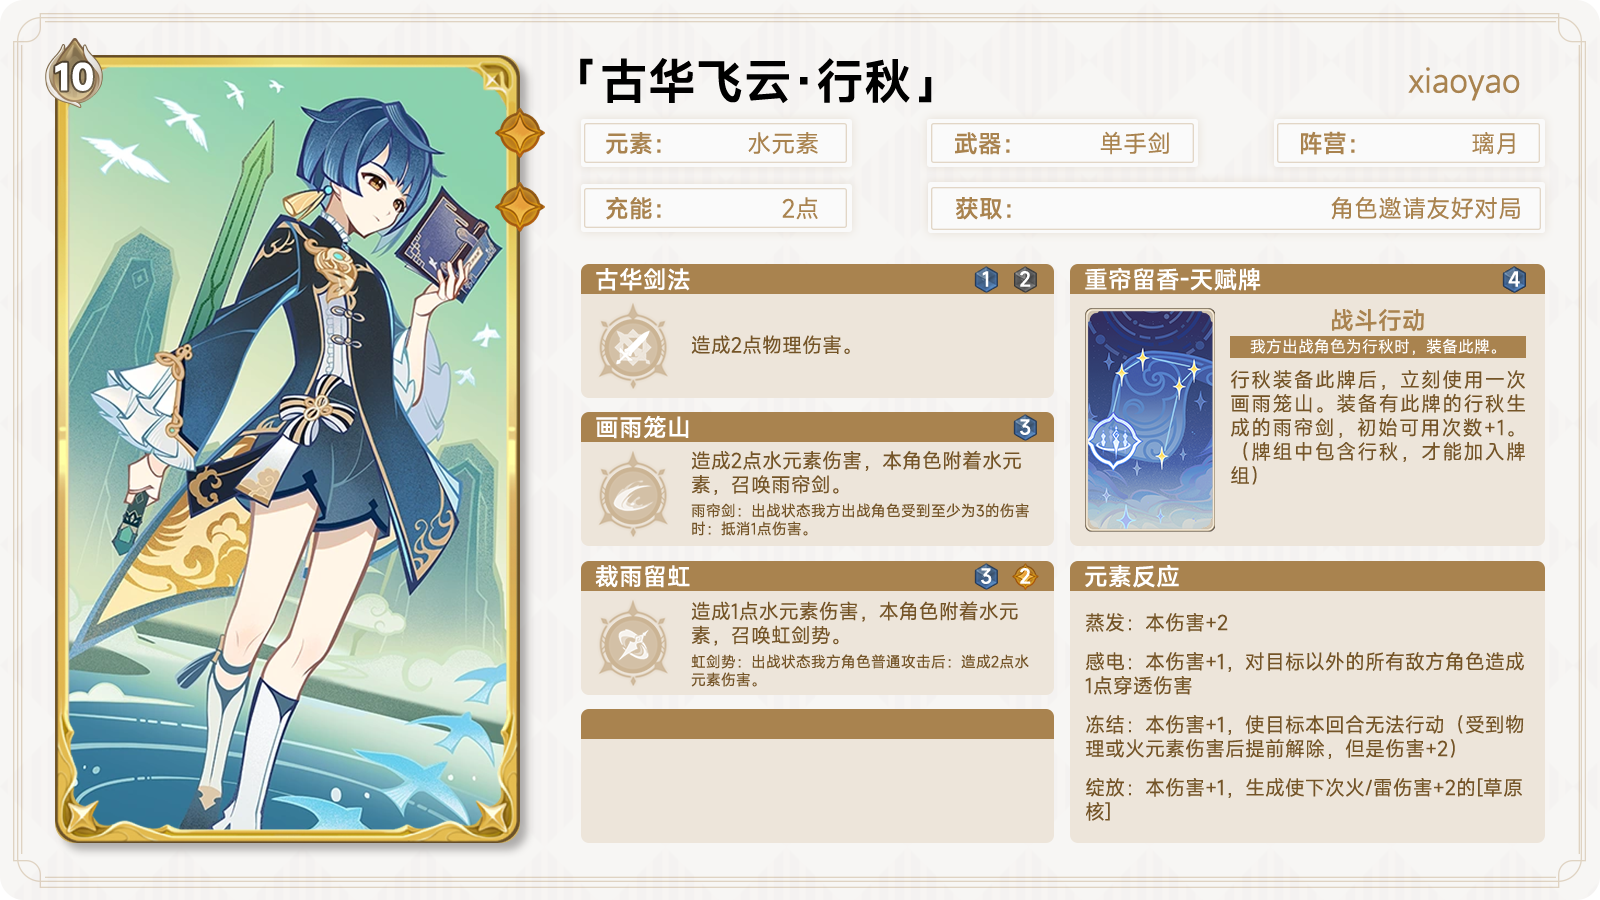 10
「古华飞云·行秋」
xiaoyao
元素： 水元素
武器： 单手剑
阵营： 璃月
充能： 2点
获取： 角色邀请友好对局
古华剑法 1 2
造成2点物理伤害。
画雨笼山 3
造成2点水元素伤害，本角色附着水元
素，召唤雨帘剑。
雨帘剑：出战状态我方出战角色受到至少为3的伤害
时：抵消1点伤害。
裁雨留虹 3 2
造成1点水元素伤害，本角色附着水元
素，召唤虹剑势。
虹剑势：出战状态我方角色普通攻击后：造成2点水
元素伤害。
重帘留香-天赋牌 4
战斗行动
我方出战角色为行秋时，装备此牌。
行秋装备此牌后，立刻使用一次
画雨笼山。装备有此牌的行秋生
成的雨帘剑，初始可用次数+1。
（牌组中包含行秋，才能加入牌
组）
元素反应
蒸发：本伤害+2
感电：本伤害+1，对目标以外的所有敌方角色造成
1点穿透伤害
冻结：本伤害+1，使目标本回合无法行动（受到物
理或火元素伤害后提前解除，但是伤害+2）
绽放：本伤害+1，生成使下次火/雷伤害+2的[草原
核]